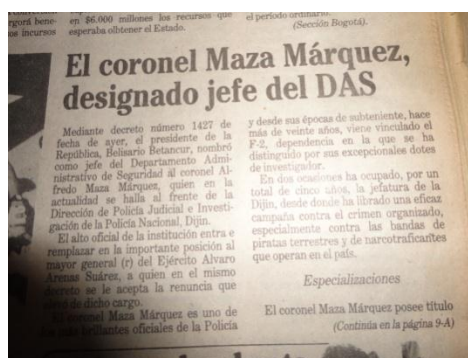 en $6.000 millones los recursos que
esperaba olbtener el Estado.
rgorá bene-
os incursos
el período ordinario.
(Sección Bogotá).
El coronel Maza Márquez,
designado jefe del DAS
Mediante decreto número 1427 de
fecha de ayer, el presidente de la
República, Belisario Betancur, nombró
como jefe del Departamento Admi-
nistrativo de Seguridad al coronel Al-
fredo Maza Márquez, quien en la
actualidad se halla al frente de la
Dirección de Policía Judicial e Investi-
gación de la Policía Nacional, Dijin.
El alto oficial de la institución entra e
remplazar en la importante posición al
mayor general (r) del Ejército Alvaro
Arenas Suárez, a quien en el mismo
decreto se le acepta la renuncia que
de dicho cargo.
El coronel Maza Márquez es uno de
los más brillantes oficiales de la Policía
y desde sus épocas de subteniente, hace
más de veinte años, viene vinculado el
F-2, dependencia en la que se ha
distinguido por sus excepcionales dotes
de investigador.
En dos ocasiones ha ocupado, por un
total de cinco años, la jefatura de la
Dijin, desde donde ha librado una eficaz
campaña contra el crimen organizado,
especialmente contra las bandas de
piratas terrestres y de narcotraficantes
que operan en el país.
Especializaciones
El coronel Maza Márquez posee título
(Continúa en la página 9-A)